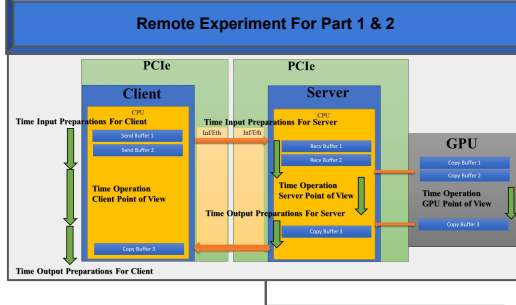 Remote Experiment For Part 1 & 2
PCIe
PCIe
Client
Server
CPU
CPU
Time Input Preparations For Client
Time Input Preparations For Server
Send Buffer 1
Send Buffer 2
Inf/Eth
Inf/Eth
Recv Buffer 1
Recv Buffer 2
GPU
Copy Buffer 1
Copy Buffer 2
Time Operation
Client Point of View
Time Operation
Server Point of View
Time Operation
GPU Point of View
Time Output Preparations For Server
Copy Buffer 3
Copy Buffer 3
Copy Buffer 3
Time Output Preparations For Client